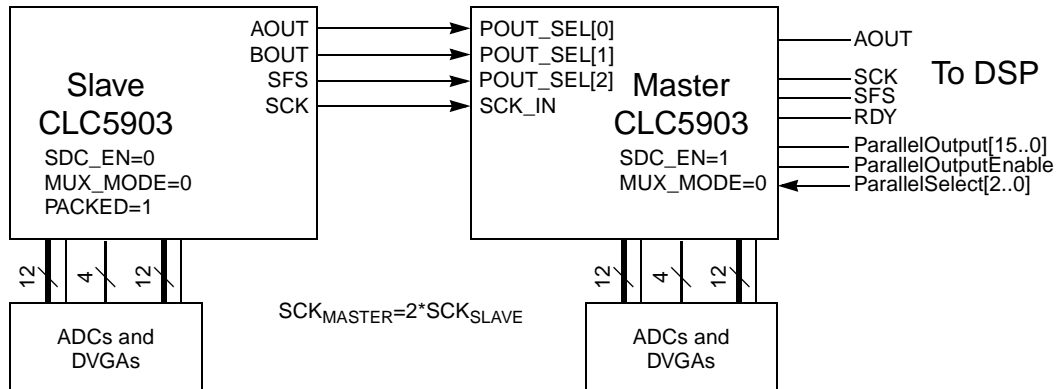 AOUT
BOUT
SFS
SCK
Slave
CLC5903
SDC_EN=0
MUX_MODE=0
PACKED=1
POUT_SEL[0]
POUT_SEL[1]
POUT_SEL[2]
SCK_IN
Master
CLC5903
SDC_EN=1
MUX_MODE=0
AOUT
SCK
SFS
RDY
To DSP
ParallelOutput[15..0]
ParallelOutputEnable
ParallelSelect[2..0]
12
4
12
12
4
12
ADCs and
DVGAs
SCKMASTER=2*SCKSLAVE
ADCs and
DVGAs